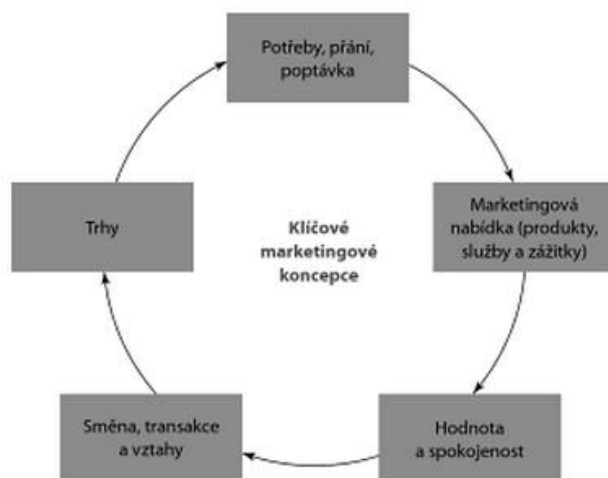 Potřeby, přání,
poptávka
Marketingová
nabídka (produkty,
služby a zážitky)
Hodnota
a spokojenost
Směna, transakce
a vztahy
Trhy
Klíčové
marketingové
koncepce